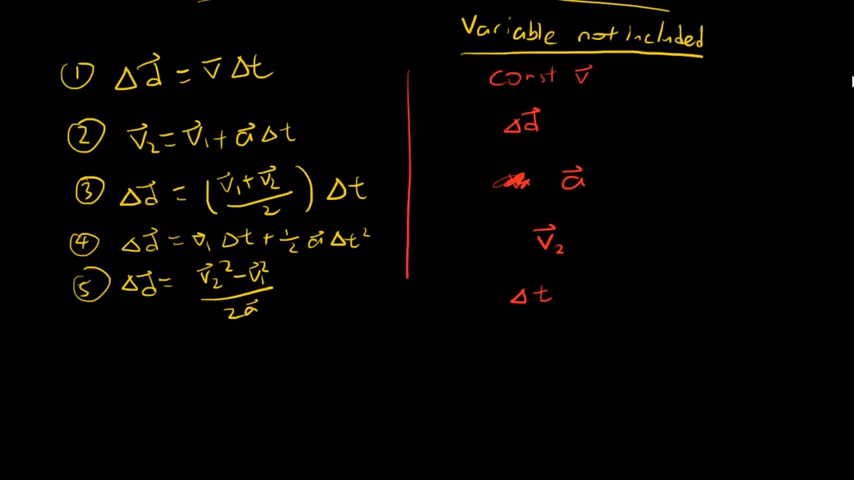 Variable not included
① Δd⃗ = v⃗ Δt const v⃗
② v⃗₂ = v⃗₁ + a⃗ Δt Δd⃗
③ Δd⃗ = ( (v⃗₁ + v⃗₂) / 2 ) Δt a⃗
④ Δd⃗ = v⃗₁ Δt + ½ a⃗ Δt² v⃗₂
⑤ Δd⃗ = (v⃗₂² − v⃗₁²) / 2a⃗ Δt